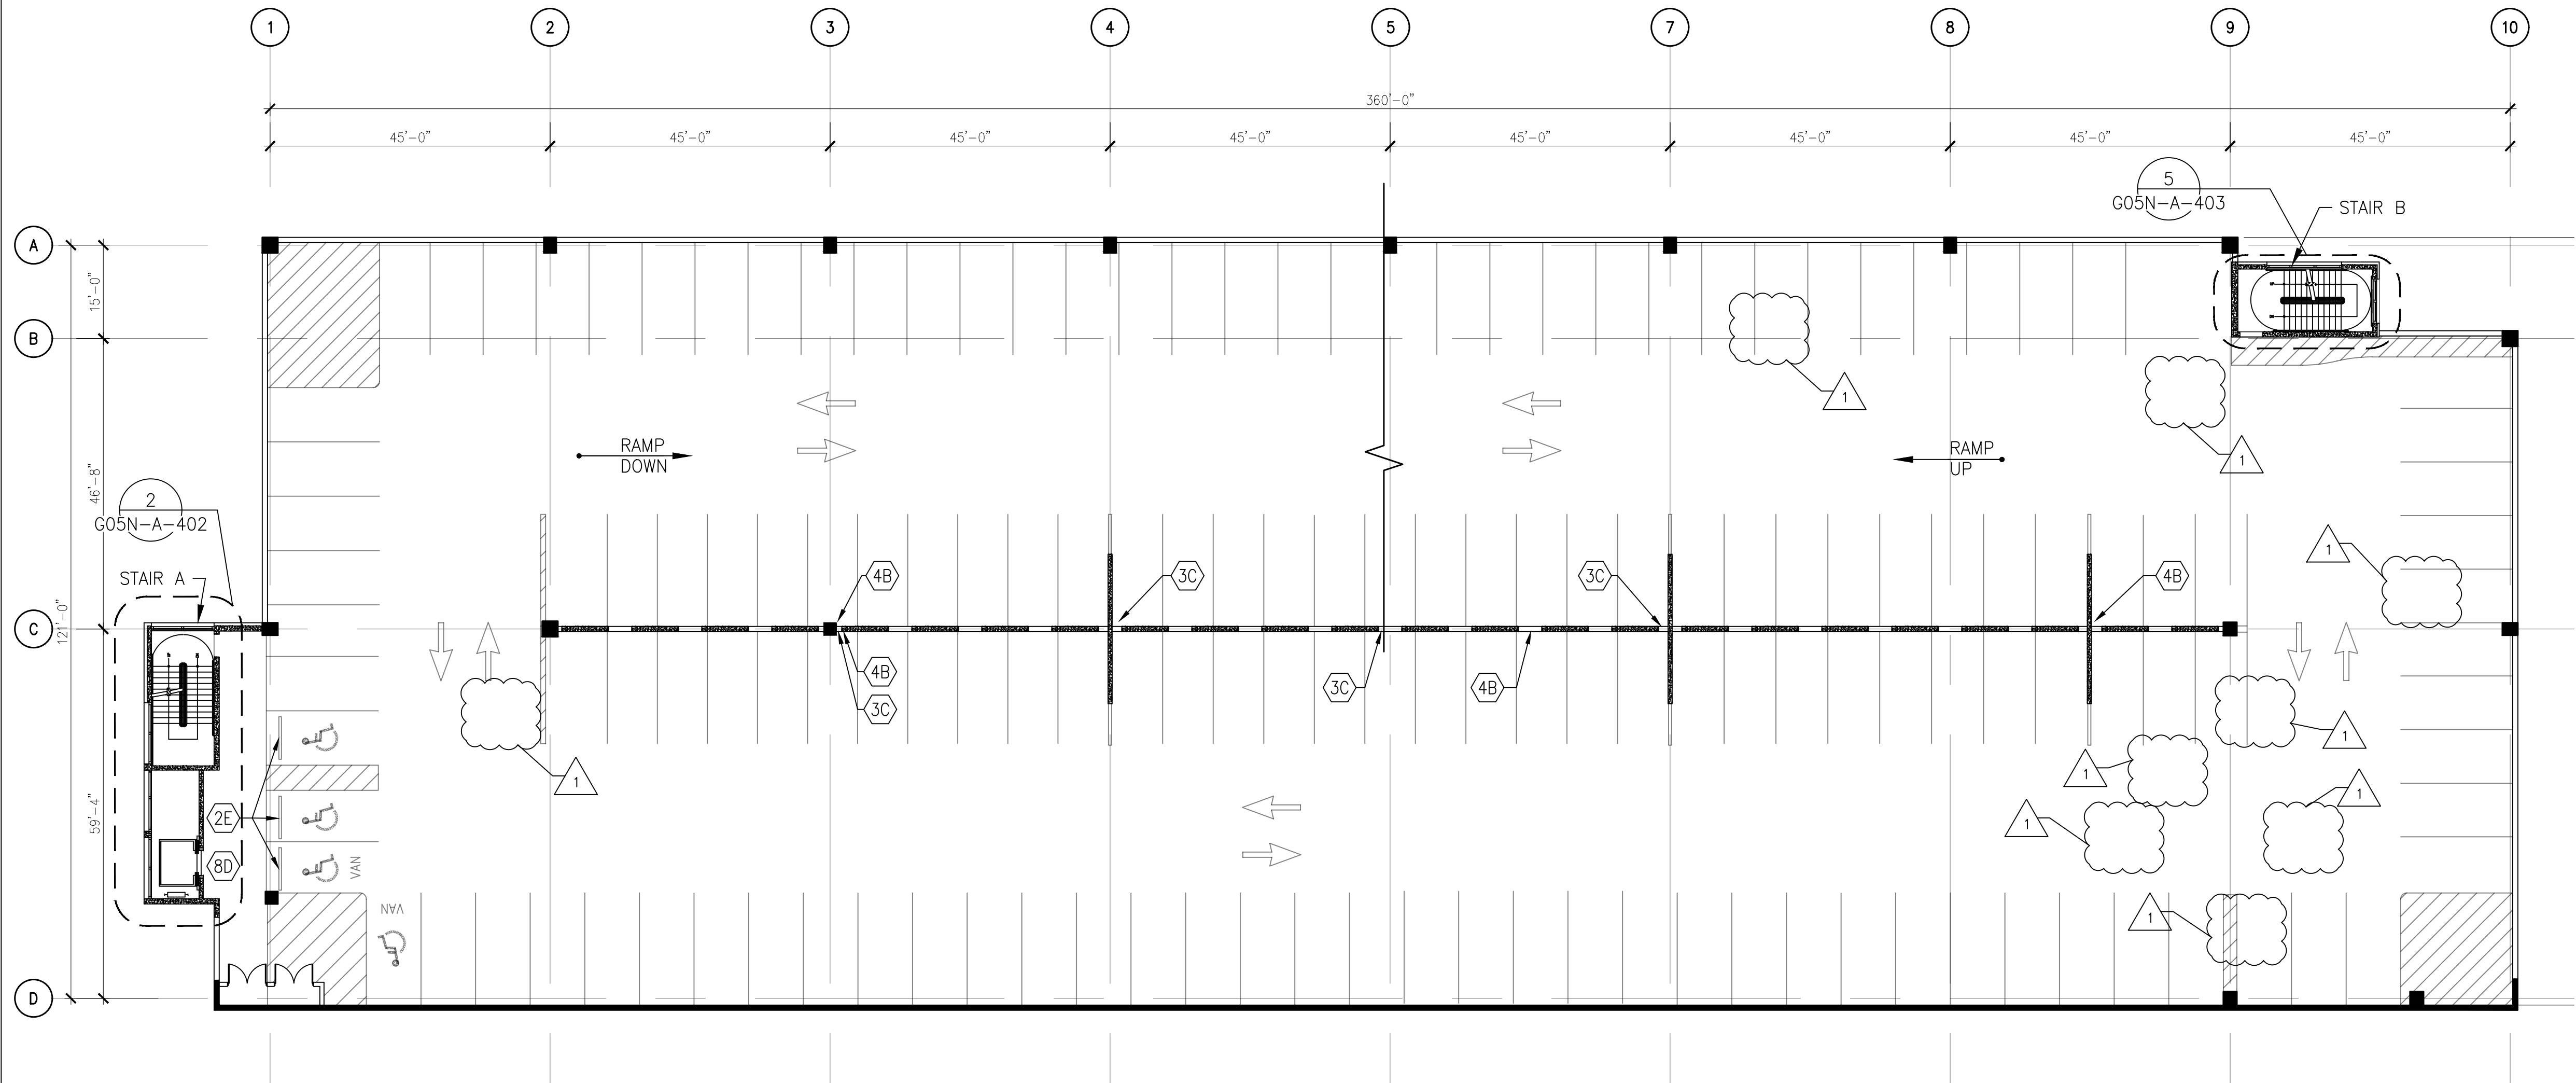 1 2 3 4 5 7 8 9 10
360'-0"
45'-0" 45'-0" 45'-0" 45'-0" 45'-0" 45'-0" 45'-0" 45'-0"
5
G05N-A-403
STAIR B
A
15'-0"
B
1
RAMP
DOWN
RAMP
UP
1
46'-8"
2
G05N-A-402
1
STAIR A
4B
3C
3C
4B
C
121'-0"
4B
3C
3C
4B
1
1
1
1
59'-4"
2E
1
8D
VAN
VAN
1
D